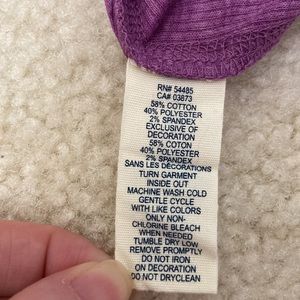 RN# 54485
CA# 03873
58% COTTON
40% POLYESTER
2% SPANDEX
EXCLUSIVE OF
DECORATION
58% COTON
40% POLYESTER
2% SPANDEX
SANS LES DÉCORATIONS
TURN GARMENT
INSIDE OUT
MACHINE WASH COLD
GENTLE CYCLE
WITH LIKE COLORS
ONLY NON-
CHLORINE BLEACH
WHEN NEEDED
TUMBLE DRY LOW
REMOVE PROMPTLY
DO NOT IRON
ON DECORATION
DO NOT DRYCLEAN